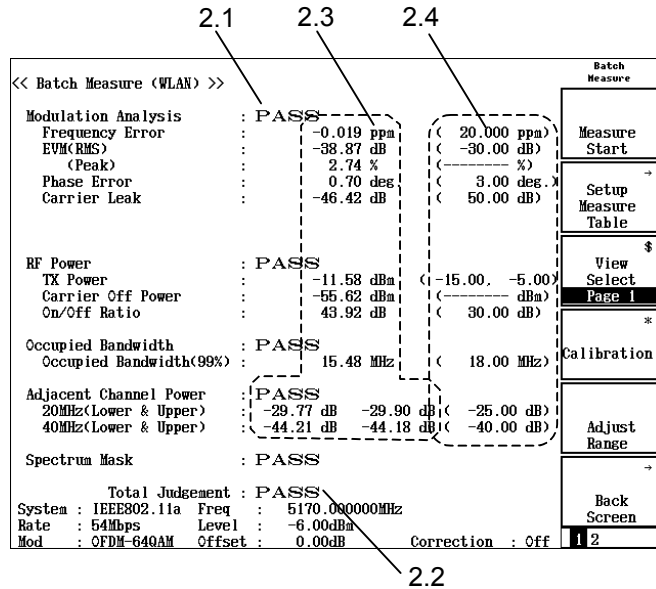 2.1 2.3 2.4
Batch
Measure
<< Batch Measure (WLAN) >>
Modulation Analysis : PASS
Frequency Error : -0.019 ppm ( 20.000 ppm)
EVM(RMS) : -38.87 dB ( -30.00 dB)
(Peak) : 2.74 % (-------- %)
Phase Error : 0.70 deg. ( 3.00 deg.)
Carrier Leak : -46.42 dB ( 50.00 dB)
RF Power : PASS
TX Power : -11.58 dBm ( -15.00, -5.00)
Carrier Off Power : -55.62 dBm (-------- dBm)
On/Off Ratio : 43.92 dB ( 30.00 dB)
Occupied Bandwidth : PASS
Occupied Bandwidth(99%) : 15.48 MHz ( 18.00 MHz)
Adjacent Channel Power : PASS
20MHz(Lower & Upper) : -29.77 dB -29.90 dB ( -25.00 dB)
40MHz(Lower & Upper) : -44.21 dB -44.18 dB ( -40.00 dB)
Spectrum Mask : PASS
Total Judgement : PASS
System : IEEE802.11a Freq : 5170.000000MHz
Rate : 54Mbps Level : -6.00dBm
Mod : OFDM-64QAM Offset : 0.00dB Correction : Off
Measure
Start
→
Setup
Measure
Table
$
View
Select
Page 1
*
Calibration
Adjust
Range
→
Back
Screen
1 2
2.2